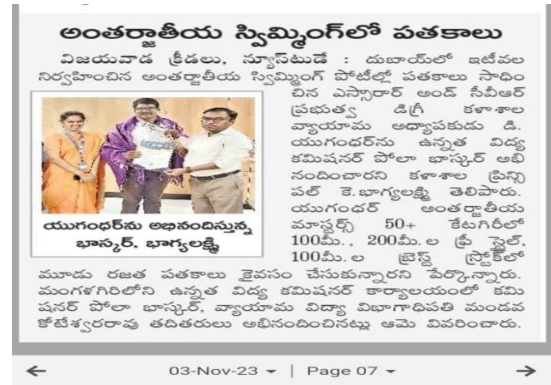 అంతర్జాతీయ స్విమ్మింగ్‌లో పతకాలు
విజయవాడ క్రీడలు, న్యూస్‌టుడే : దుబాయ్‌లో ఇటీవల
నిర్వహించిన అంతర్జాతీయ స్విమ్మింగ్ పోటీల్లో పతకాలు సాధిం
చిన ఎస్సారార్ అండ్ సీవీఆర్
ప్రభుత్వ డిగ్రీ కళాశాల
వ్యాయామ అధ్యాపకుడు డి.
యుగంధర్‌ను ఉన్నత విద్య
కమిషనర్ పోలా భాస్కర్ అభి
నందించారని కళాశాల ప్రిన్సి
పల్ కె.భాగ్యలక్ష్మి తెలిపారు.
యుగంధర్ అంతర్జాతీయ
మాస్టర్స్ 50+ కేటగిరీలో
100మీ., 200మీ.ల ఫ్రీ స్టైల్,
100మీ.ల బ్రెస్ట్ స్ట్రోక్‌లో
యుగంధర్‌ను అభినందిస్తున్న
భాస్కర్, భాగ్యలక్ష్మి
మూడు రజత పతకాలు కైవసం చేసుకున్నారని పేర్కొన్నారు.
మంగళగిరిలోని ఉన్నత విద్య కమిషనర్ కార్యాలయంలో కమి
షనర్ పోలా భాస్కర్, వ్యాయామ విద్యా విభాగాధిపతి మండవ
కోటేశ్వరరావు తదితరులు అభినందించినట్లు ఆమె వివరించారు.
03-Nov-23 | Page 07